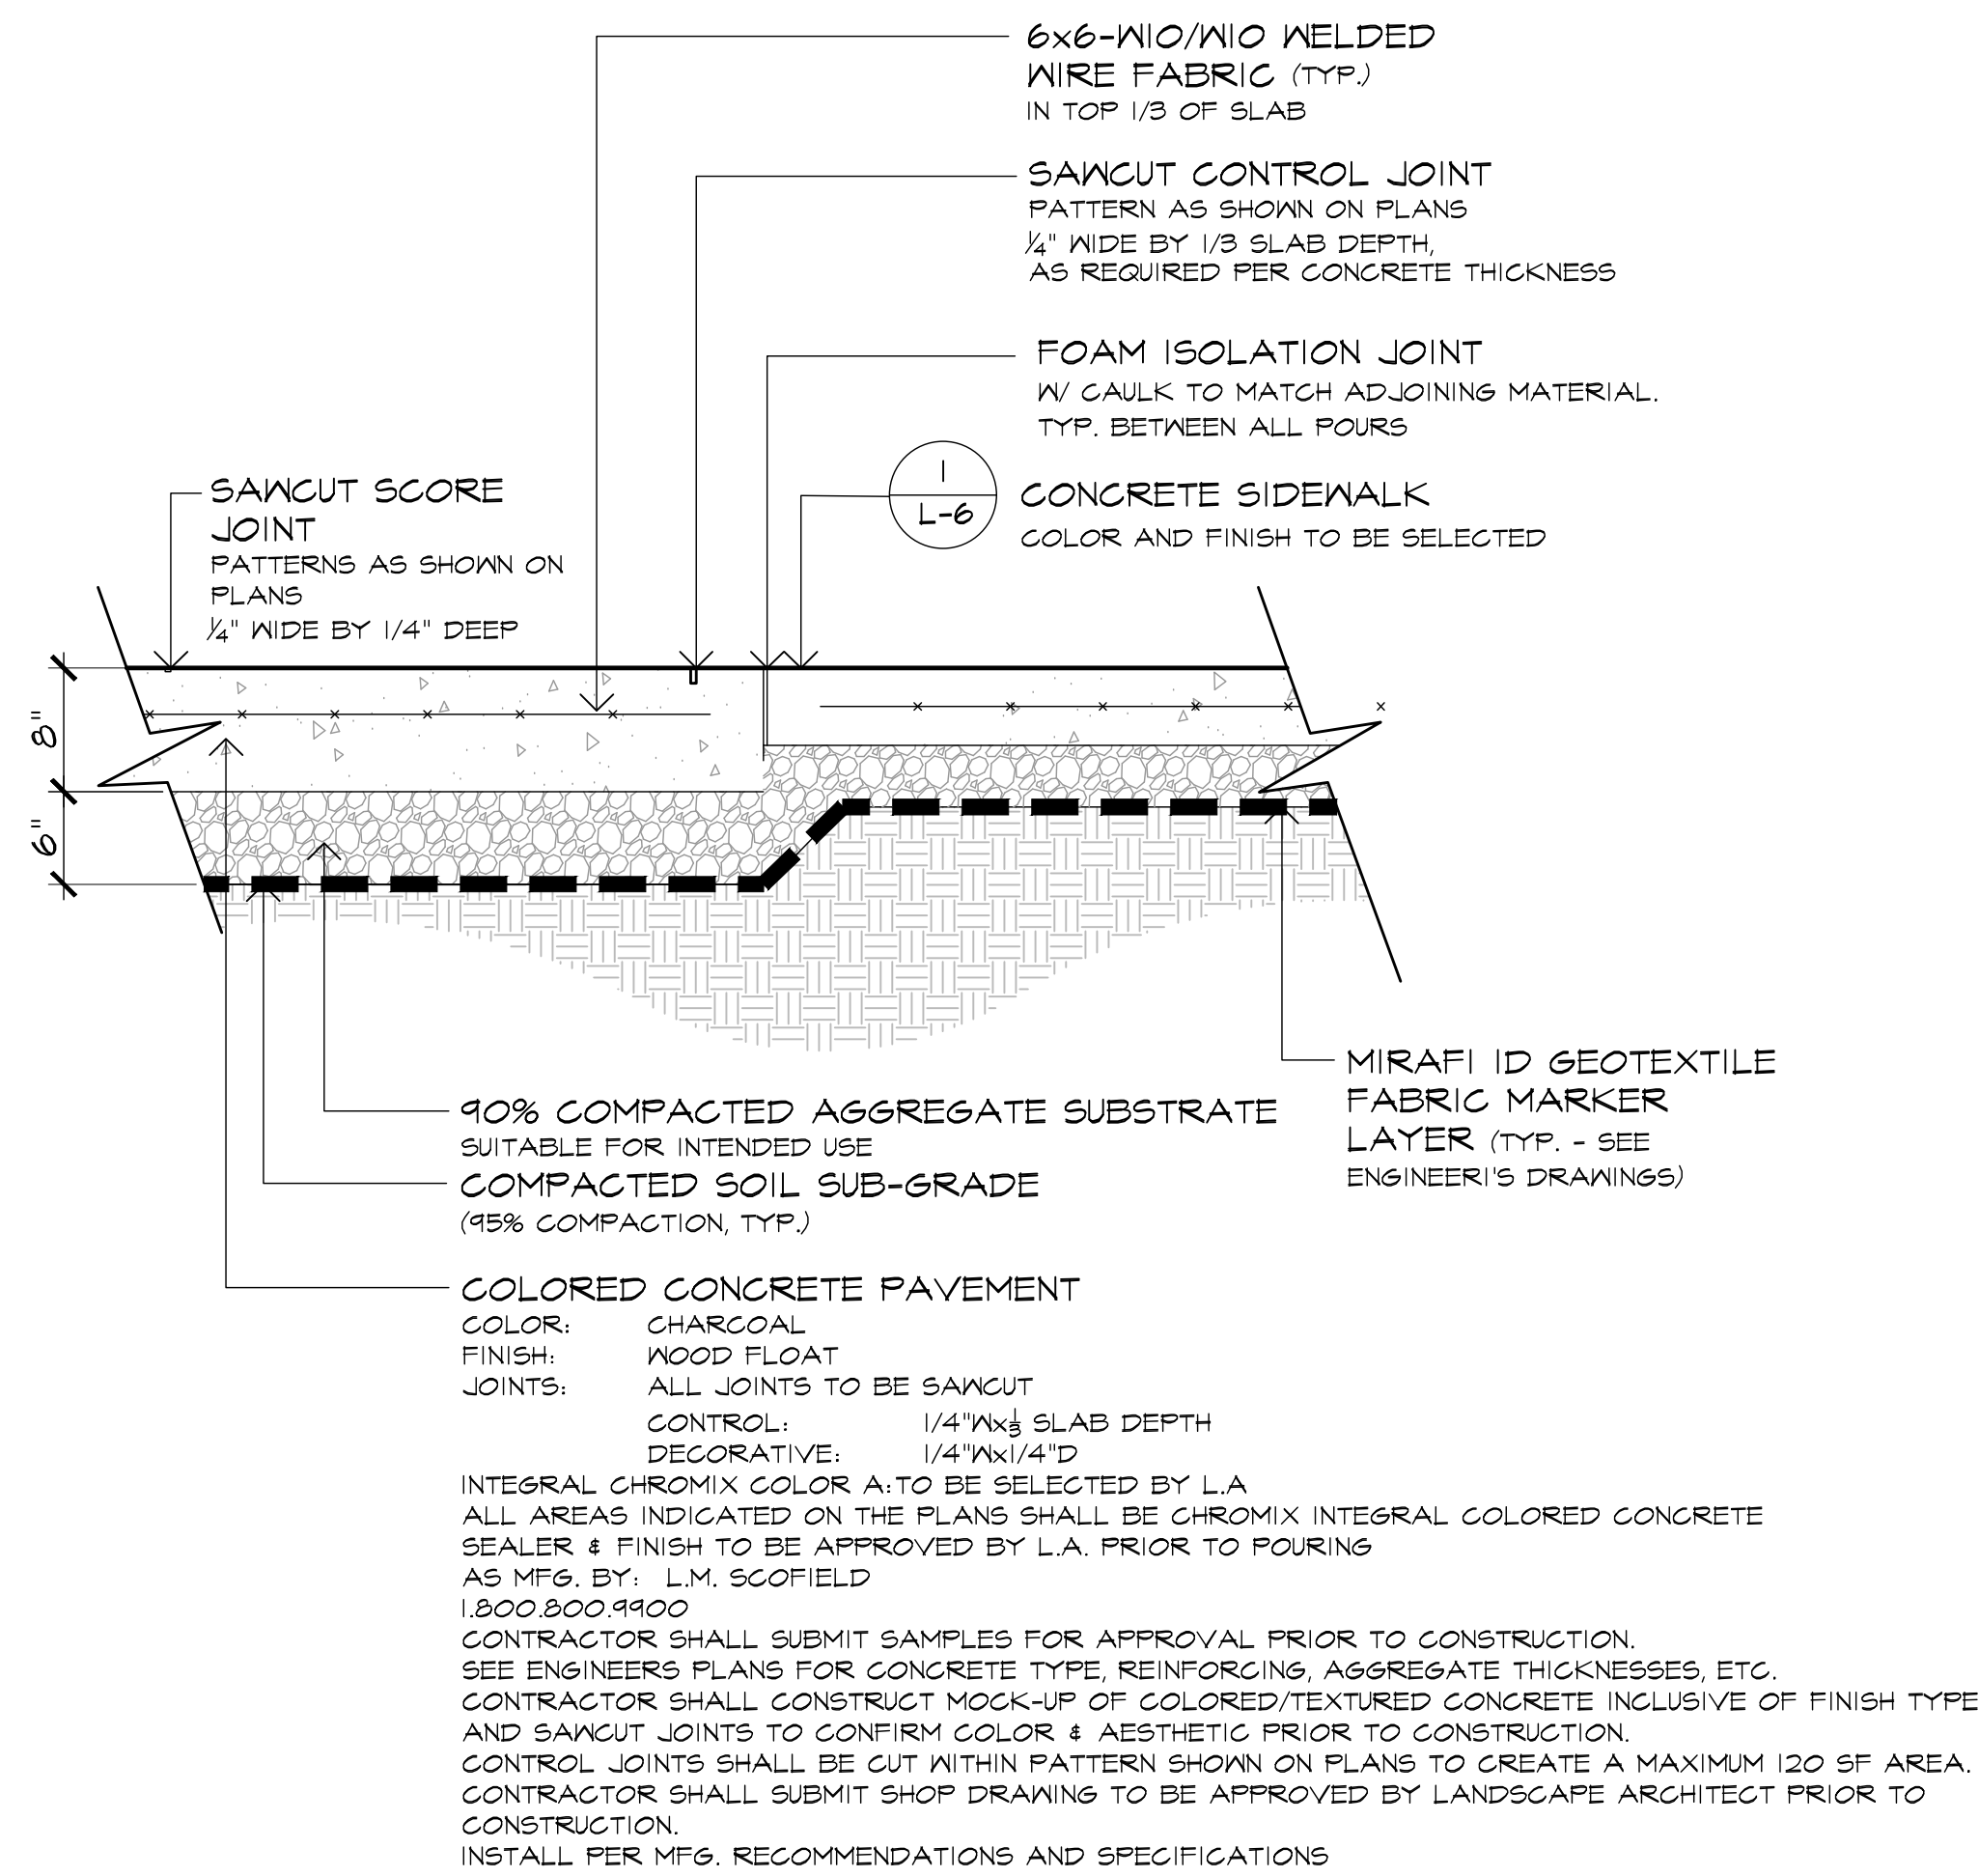 6x6-W10/W10 WELDED
WIRE FABRIC (TYP.)
IN TOP 1/3 OF SLAB
SAWCUT CONTROL JOINT
PATTERN AS SHOWN ON PLANS
1/4" WIDE BY 1/3 SLAB DEPTH,
AS REQUIRED PER CONCRETE THICKNESS
FOAM ISOLATION JOINT
W/ CAULK TO MATCH ADJOINING MATERIAL.
TYP. BETWEEN ALL POURS
1
L-6
CONCRETE SIDEWALK
COLOR AND FINISH TO BE SELECTED
SAWCUT SCORE
JOINT
PATTERNS AS SHOWN ON
PLANS
1/4" WIDE BY 1/4" DEEP
8"
6"
MIRAFI ID GEOTEXTILE
FABRIC MARKER
LAYER (TYP. - SEE
ENGINEERI'S DRAWINGS)
90% COMPACTED AGGREGATE SUBSTRATE
SUITABLE FOR INTENDED USE
COMPACTED SOIL SUB-GRADE
(95% COMPACTION, TYP.)
COLORED CONCRETE PAVEMENT
COLOR: CHARCOAL
FINISH: WOOD FLOAT
JOINTS: ALL JOINTS TO BE SAWCUT
CONTROL: 1/4"Wx1/3 SLAB DEPTH
DECORATIVE: 1/4"Wx1/4"D
INTEGRAL CHROMIX COLOR A:TO BE SELECTED BY L.A
ALL AREAS INDICATED ON THE PLANS SHALL BE CHROMIX INTEGRAL COLORED CONCRETE
SEALER & FINISH TO BE APPROVED BY L.A. PRIOR TO POURING
AS MFG. BY: L.M. SCOFIELD
1.800.800.9900
CONTRACTOR SHALL SUBMIT SAMPLES FOR APPROVAL PRIOR TO CONSTRUCTION.
SEE ENGINEERS PLANS FOR CONCRETE TYPE, REINFORCING, AGGREGATE THICKNESSES, ETC.
CONTRACTOR SHALL CONSTRUCT MOCK-UP OF COLORED/TEXTURED CONCRETE INCLUSIVE OF FINISH TYPE
AND SAWCUT JOINTS TO CONFIRM COLOR & AESTHETIC PRIOR TO CONSTRUCTION.
CONTROL JOINTS SHALL BE CUT WITHIN PATTERN SHOWN ON PLANS TO CREATE A MAXIMUM 120 SF AREA.
CONTRACTOR SHALL SUBMIT SHOP DRAWING TO BE APPROVED BY LANDSCAPE ARCHITECT PRIOR TO
CONSTRUCTION.
INSTALL PER MFG. RECOMMENDATIONS AND SPECIFICATIONS